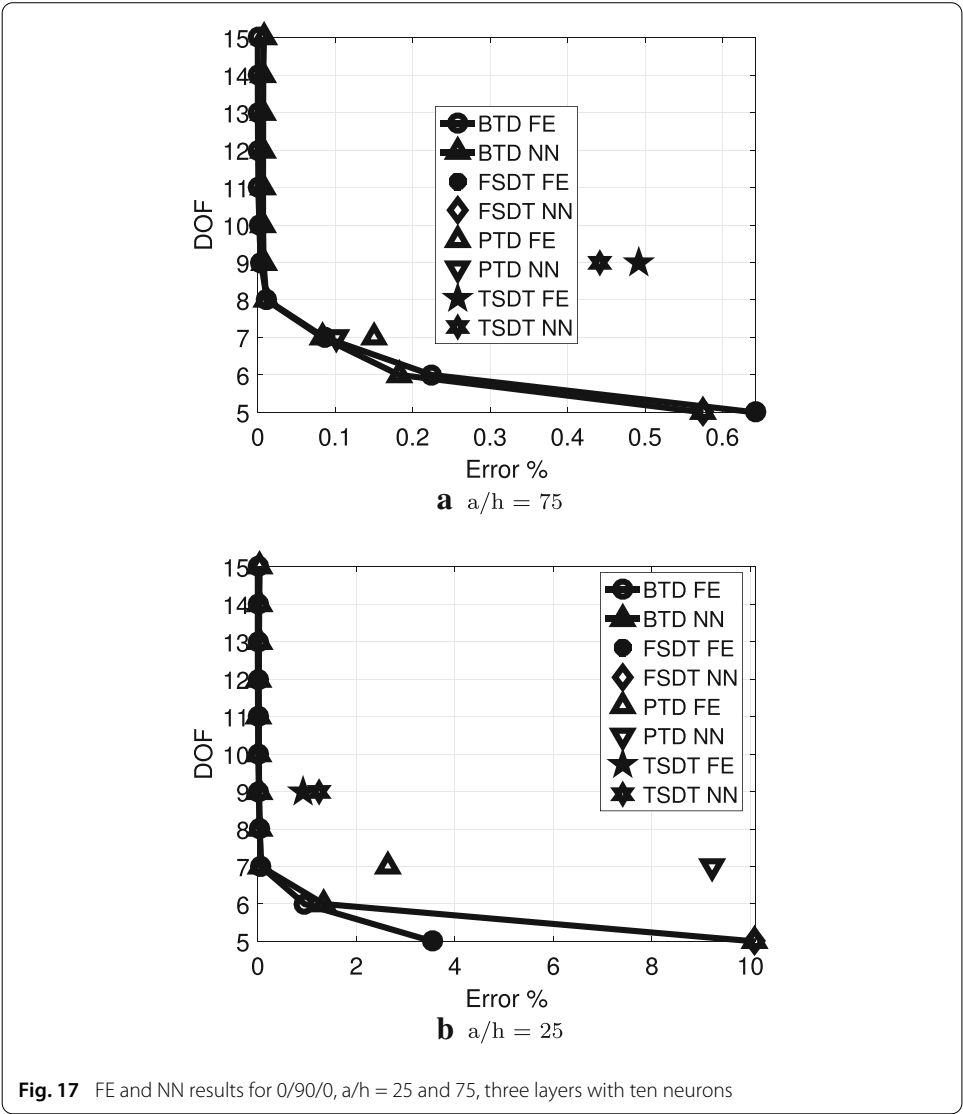 15
14
13
12
11
10
9
8
7
6
5
DOF
BTD FE
BTD NN
FSDT FE
FSDT NN
PTD FE
PTD NN
TSDT FE
TSDT NN
0 0.1 0.2 0.3 0.4 0.5 0.6
Error %
a a/h = 75
15
14
13
12
11
10
9
8
7
6
5
DOF
BTD FE
BTD NN
FSDT FE
FSDT NN
PTD FE
PTD NN
TSDT FE
TSDT NN
0 2 4 6 8 10
Error %
b a/h = 25
Fig. 17 FE and NN results for 0/90/0, a/h = 25 and 75, three layers with ten neurons